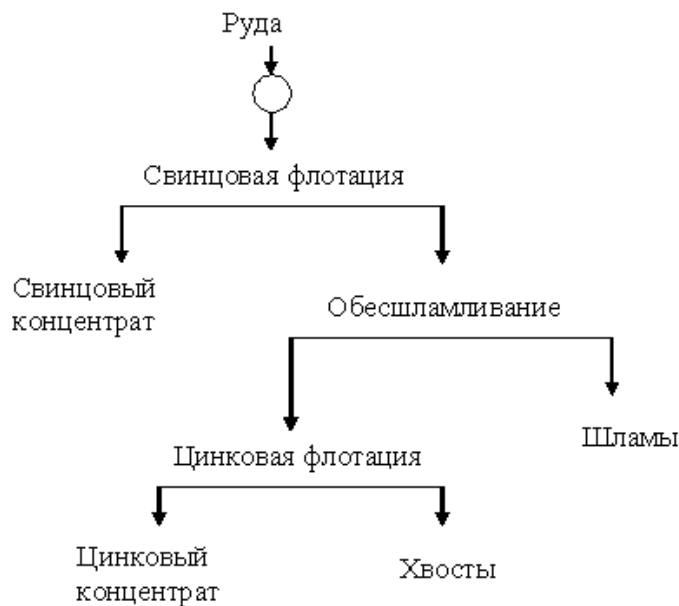 Руда
Свинцовая флотация
Свинцовый
концентрат
Обесшламливание
Шламы
Цинковая флотация
Цинковый
концентрат
Хвосты